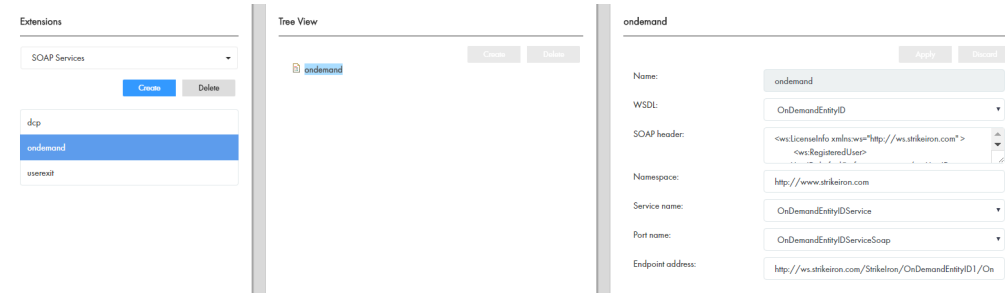 Extensions
SOAP Services
Create Delete
dcp
ondemand
userexit
Tree View
Create Delete
ondemand
ondemand
Apply Discard
Name: ondemand
WSDL: OnDemandEntityID
SOAP header: <ws:LicenseInfo xmlns:ws="http://ws.strikeiron.com" >
<ws:RegisteredUser>
Namespace: http://www.strikeiron.com
Service name: OnDemandEntityIDService
Port name: OnDemandEntityIDServiceSoap
Endpoint address: http://ws.strikeiron.com/StrikeIron/OnDemandEntityID1/On